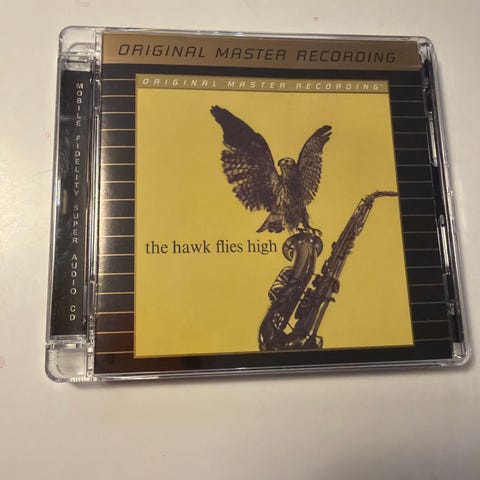 ORIGINAL MASTER RECORDING
ORIGINAL MASTER RECORDING
the hawk flies high
MOBILE FIDELITY SUPER AUDIO CD